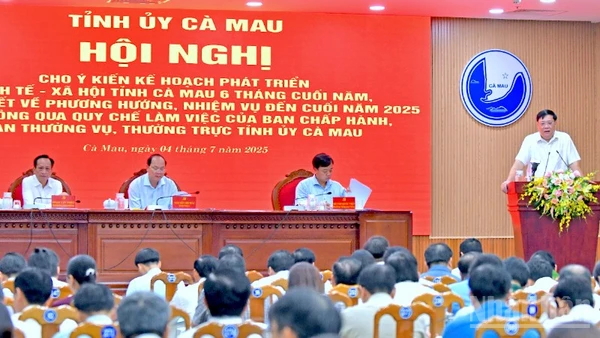 TỈNH ỦY CÀ MAU
HỘI NGHỊ
CHO Ý KIẾN KẾ HOẠCH PHÁT TRIỂN
TẾ - XÃ HỘI TỈNH CÀ MAU 6 THÁNG CUỐI NĂM,
VỀ PHƯƠNG HƯỚNG, NHIỆM VỤ ĐẾN CUỐI NĂM 2025
QUA QUY CHẾ LÀM VIỆC CỦA BAN CHẤP HÀNH,
THƯỜNG VỤ, THƯỜNG TRỰC TỈNH ỦY CÀ MAU
Cà Mau, ngày 04 tháng 7 năm 2025
CÀ MAU